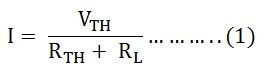 I = V_TH / (R_TH + R_L) … … … . . (1)